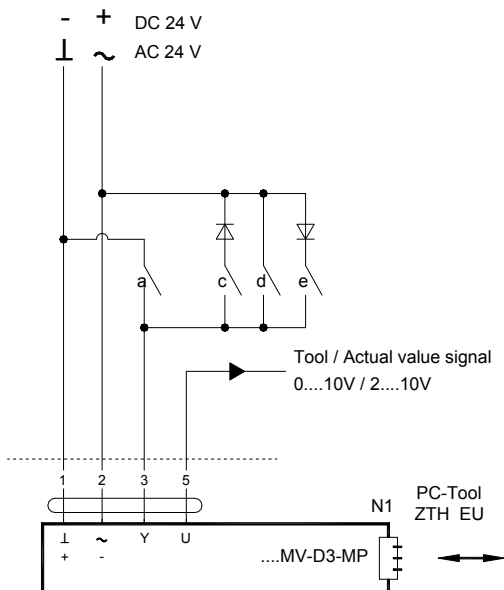 - + DC 24 V
⊥ ~ AC 24 V
a c d e
Tool / Actual value signal
0....10V / 2....10V
1 2 3 5
N1
PC-Tool
ZTH EU
⊥ ~ Y U
+ -
....MV-D3-MP